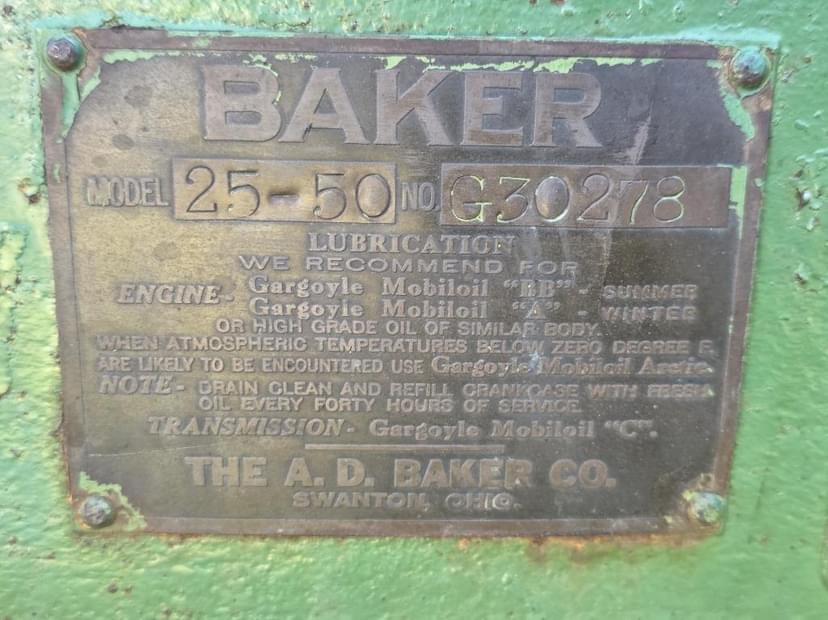 BAKER
MODEL 25-50 NO. G30278
LUBRICATION
WE RECOMMEND FOR
ENGINE- Gargoyle Mobiloil "BB" - SUMMER
Gargoyle Mobiloil "A" - WINTER
OR HIGH GRADE OIL OF SIMILAR BODY.
WHEN ATMOSPHERIC TEMPERATURES BELOW ZERO DEGREE F.
ARE LIKELY TO BE ENCOUNTERED USE Gargoyle Mobiloil Arctic.
NOTE- DRAIN CLEAN AND REFILL CRANKCASE WITH FRESH
OIL EVERY FORTY HOURS OF SERVICE.
TRANSMISSION- Gargoyle Mobiloil "C".
THE A. D. BAKER CO.
SWANTON, OHIO.